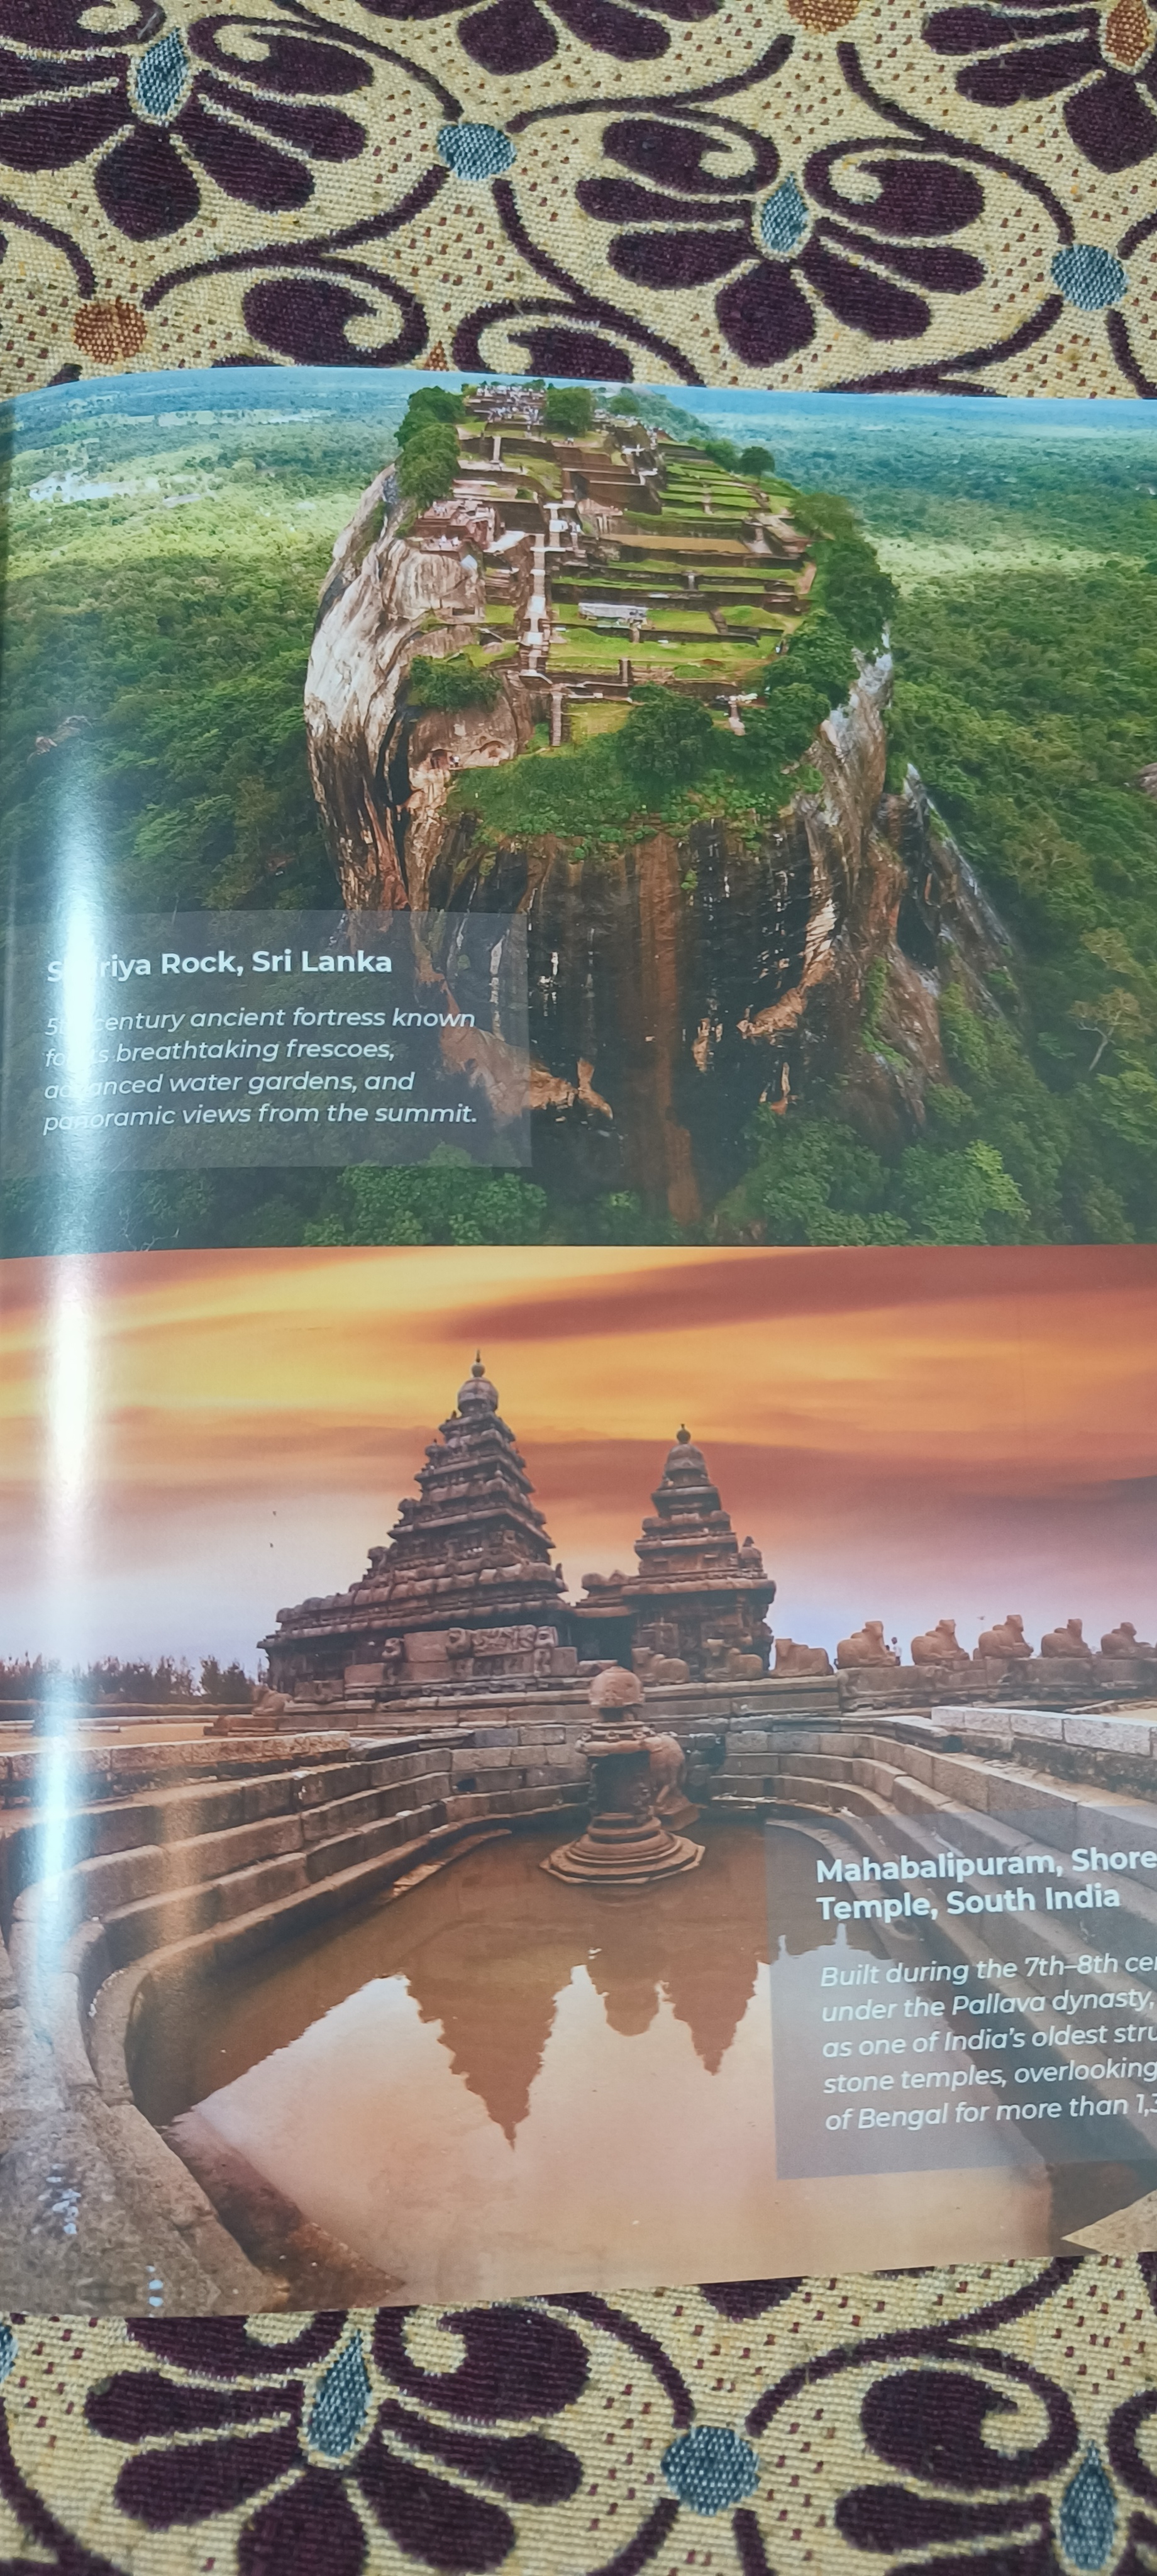 Rock, Sri Lanka
century ancient fortress known
breathtaking frescoes,
advanced water gardens, and
panoramic views from the summit.
Mahabalipuram, Shore
Temple, South India
Built during the 7th–8th
under the Pallava dynasty,
as one of India's oldest
stone temples, overlooking
of Bengal for more than